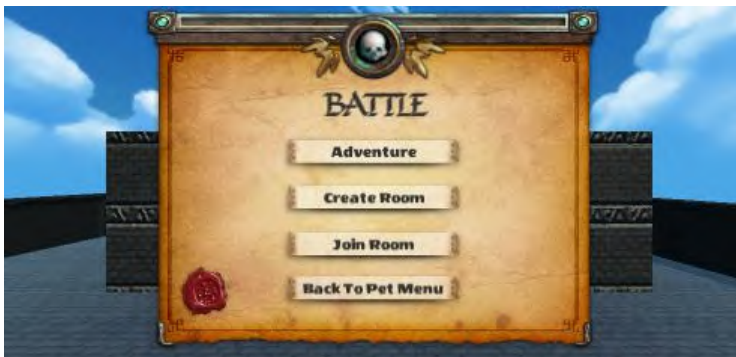 BATTLE
Adventure
Create Room
Join Room
Back To Pet Menu